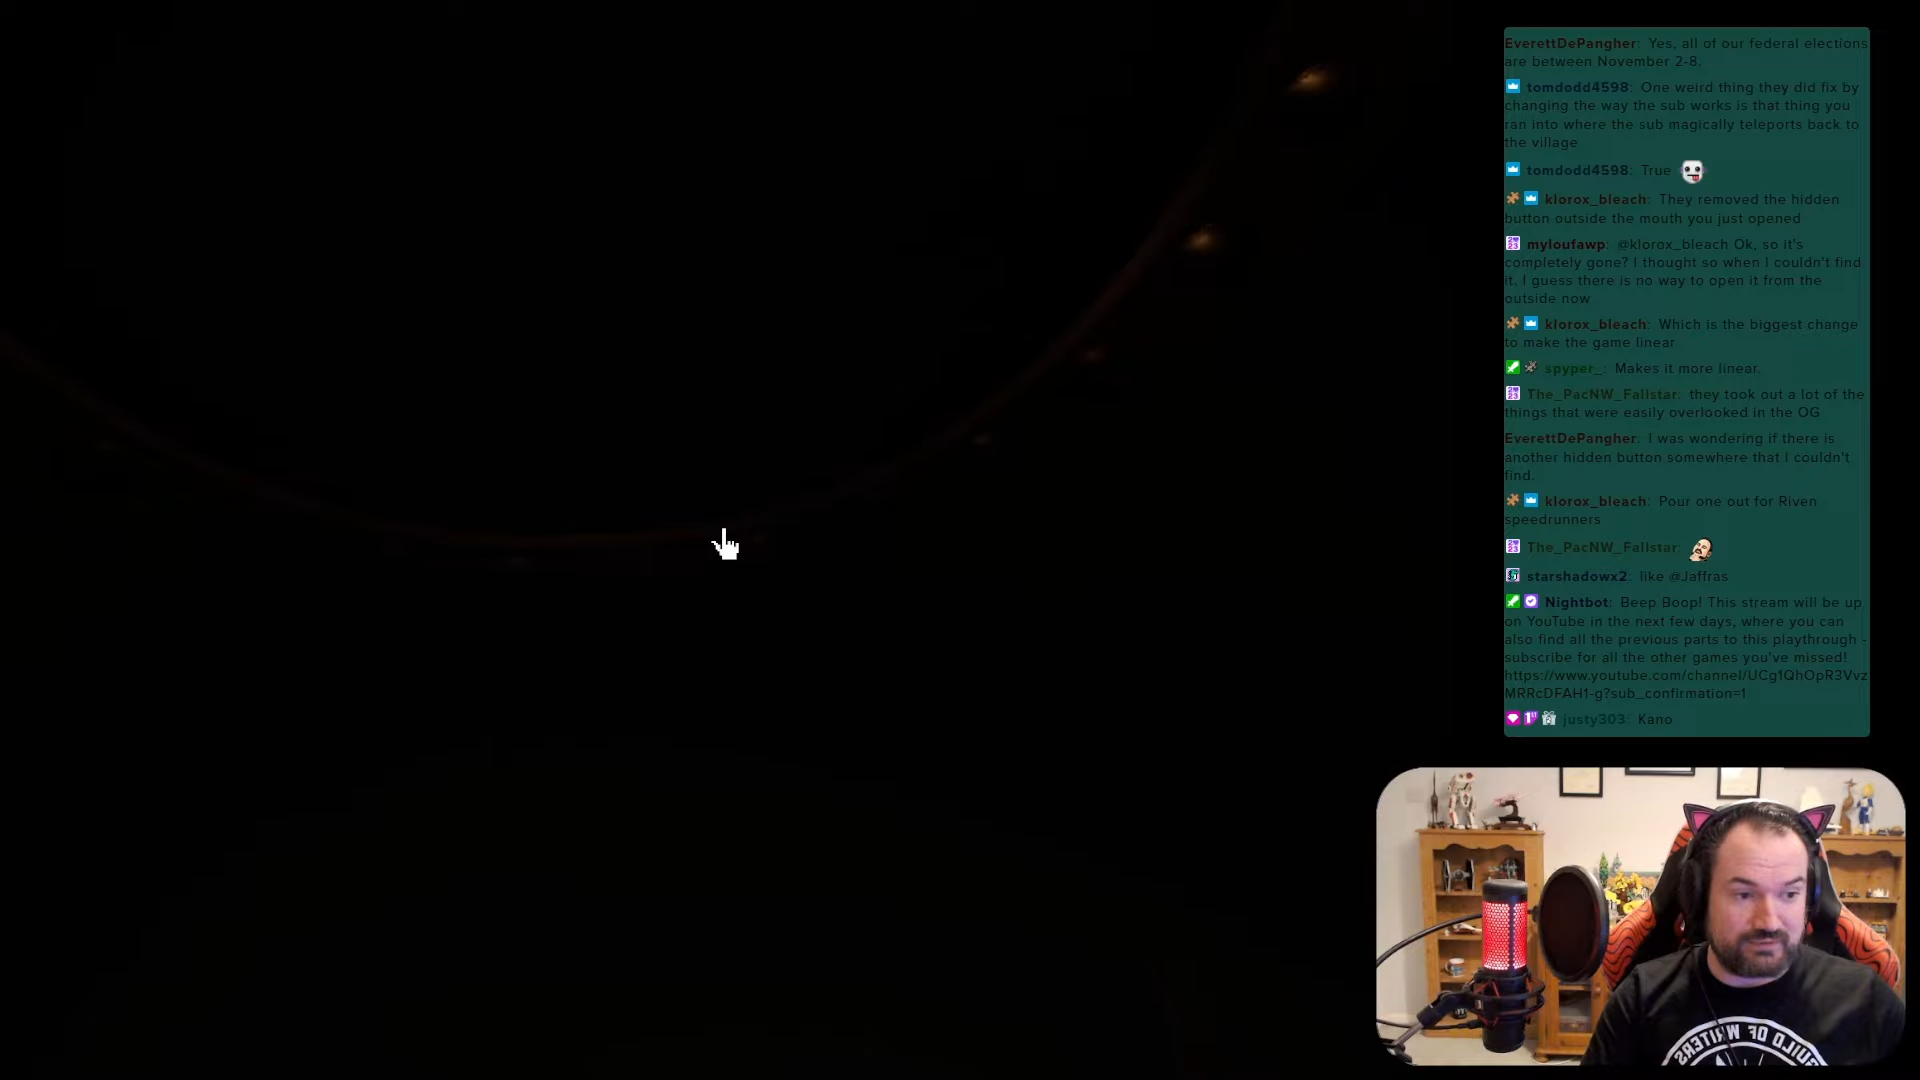 EverettDePangher: Yes, all of our federal elections
are between November 2-8.
tomdodd4598: One weird thing they did fix by
changing the way the sub works is that thing you
ran into where the sub magically teleports back to
the village
tomdodd4598: True
klorox_bleach: They removed the hidden
button outside the mouth you just opened
myloufawp: @klorox_bleach Ok, so it's
completely gone? I thought so when I couldn't find
it. I guess there is no way to open it from the
outside now
klorox_bleach: Which is the biggest change
to make the game linear
spyper_: Makes it more linear.
The_PacNW_Fallstar: they took out a lot of the
things that were easily overlooked in the OG
EverettDePangher: I was wondering if there is
another hidden button somewhere that I couldn't
find.
klorox_bleach: Pour one out for Riven
speedrunners
The_PacNW_Fallstar:
starshadowx2: like @Jaffras
Nightbot: Beep Boop! This stream will be up
on YouTube in the next few days, where you can
also find all the previous parts to this playthrough -
subscribe for all the other games you've missed!
https://www.youtube.com/channel/UCg1QhOpR3Vvz
MRRcDFAH1-g?sub_confirmation=1
justy303: Kano
GUILD OF WRITERS